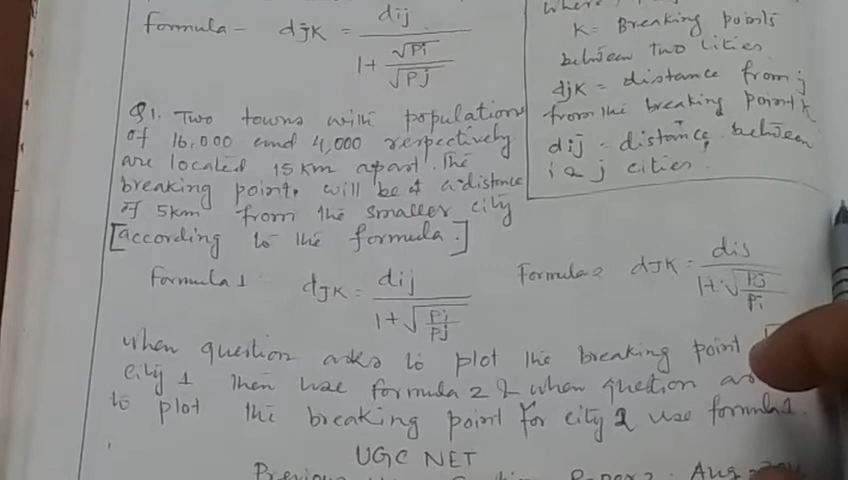 Formula - djK = dij / 1 + √Pi / √Pj
K = Breaking points
between two cities
djK = distance from j
from the breaking point K
dij = distance, between
i & j cities.
Q1. Two towns with populations
of 16,000 and 4,000 respectively
are located 15 Km apart. The
breaking point, will be at a distance
of 5km from the smaller city
[according to the formula.]
Formula 1 dJK = dij / 1 + √Pi/Pj
Formula 2 dJK = dis / 1 + √Pj/Pi
when question asks to plot the breaking point
city 1 then use formula 2 & when question
to plot the breaking point for city 2 use formula 1.
UGC NET